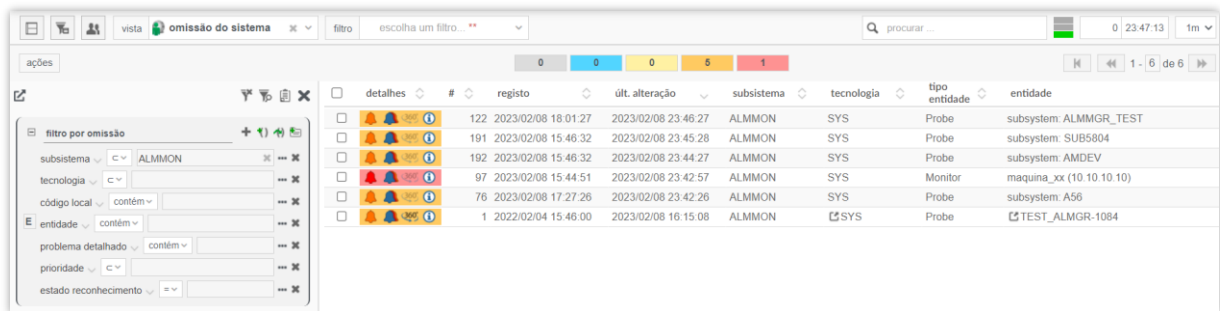 vista omissão do sistema filtro escolha um filtro... ** procurar ... 0 23:47:13 1m
ações 0 0 0 5 1 1 - 6 de 6
filtro por omissão
subsistema ⊂ ALMMON
tecnologia ⊂
código local contém
E entidade contém
problema detalhado contém
prioridade ⊂
estado reconhecimento =
detalhes # registo últ. alteração subsistema tecnologia tipo entidade entidade
122 2023/02/08 18:01:27 2023/02/08 23:46:27 ALMMON SYS Probe subsystem: ALMMGR_TEST
191 2023/02/08 15:46:32 2023/02/08 23:45:28 ALMMON SYS Probe subsystem: SUB5804
192 2023/02/08 15:46:32 2023/02/08 23:44:27 ALMMON SYS Probe subsystem: AMDEV
97 2023/02/08 15:44:51 2023/02/08 23:42:57 ALMMON SYS Monitor maquina_xx (10.10.10.10)
76 2023/02/08 17:27:26 2023/02/08 23:42:26 ALMMON SYS Probe subsystem: A56
1 2022/02/04 15:46:00 2023/02/08 16:15:08 ALMMON SYS Probe TEST_ALMGR-1084